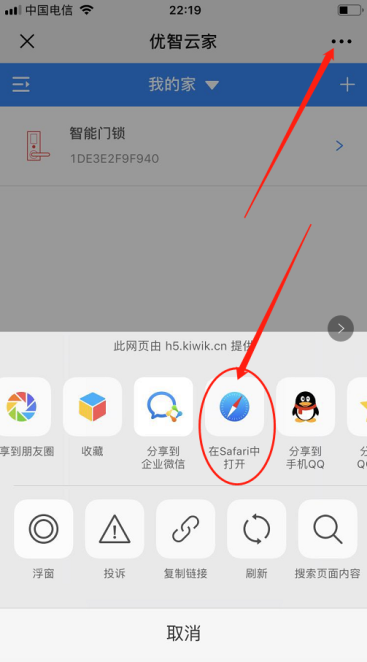 中国电信 22:19
优智云家
我的家
智能门锁
1DE3E2F9F940
此网页由 h5.kiwik.cn 提供
享到朋友圈
收藏
分享到
企业微信
在Safari中
打开
分享到
手机QQ
浮窗
投诉
复制链接
刷新
搜索页面内容
取消